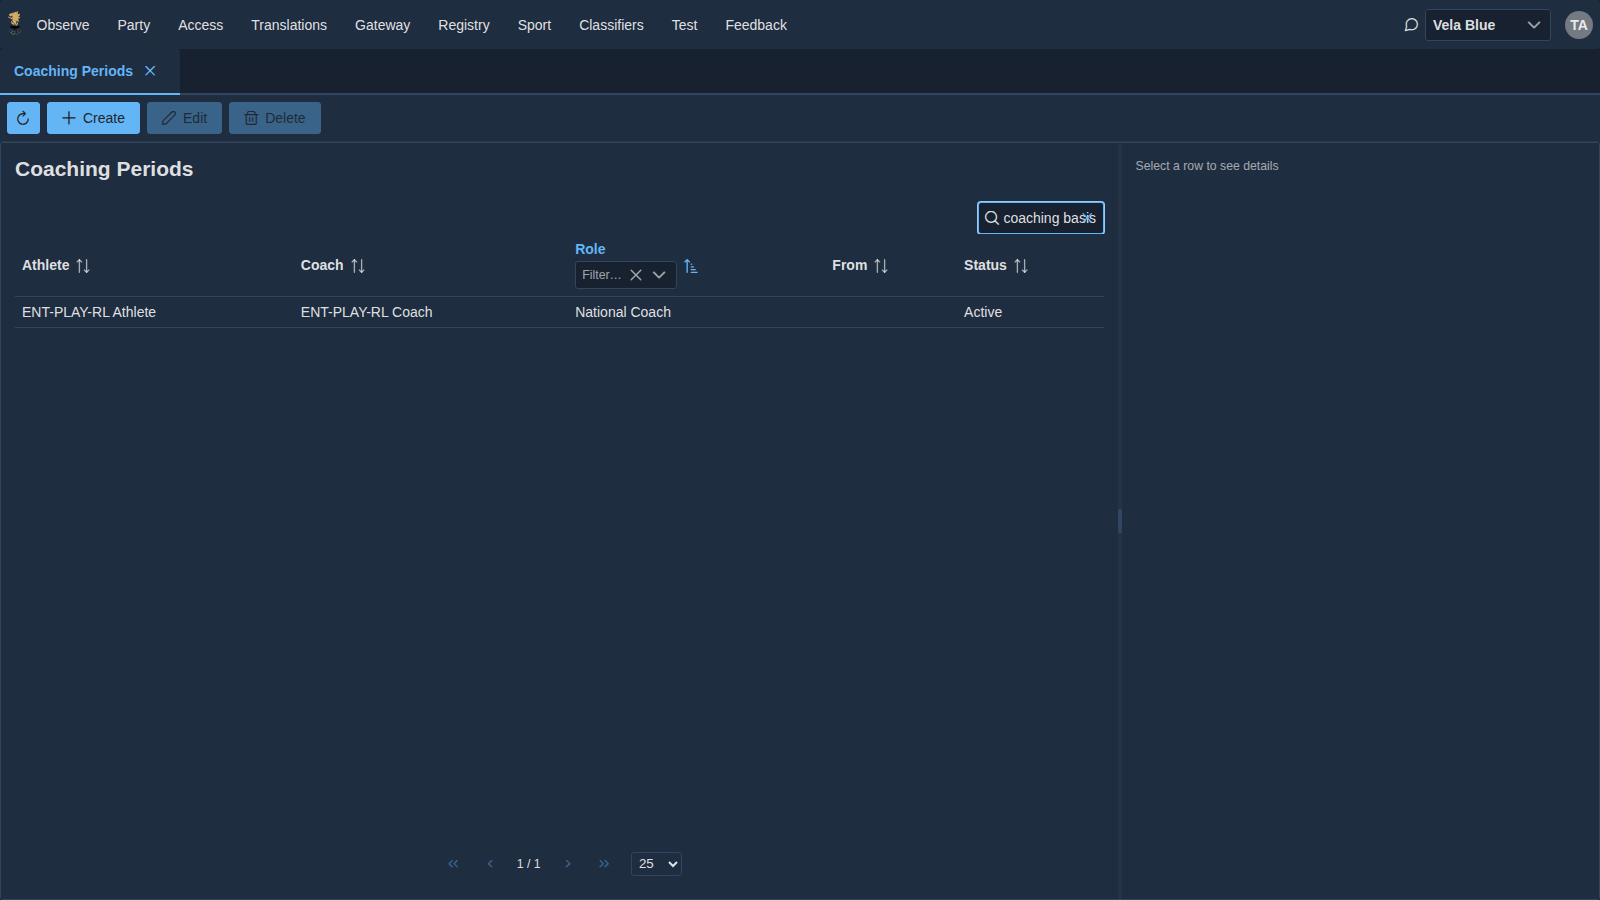 Observe Party Access Translations Gateway Registry Sport Classifiers Test Feedback Vela Blue TA
Coaching Periods
Create Edit Delete
Coaching Periods
Select a row to see details
coaching basis
Role
Athlete Coach Filter... From Status
ENT-PLAY-RL Athlete ENT-PLAY-RL Coach National Coach Active
1 / 1 25